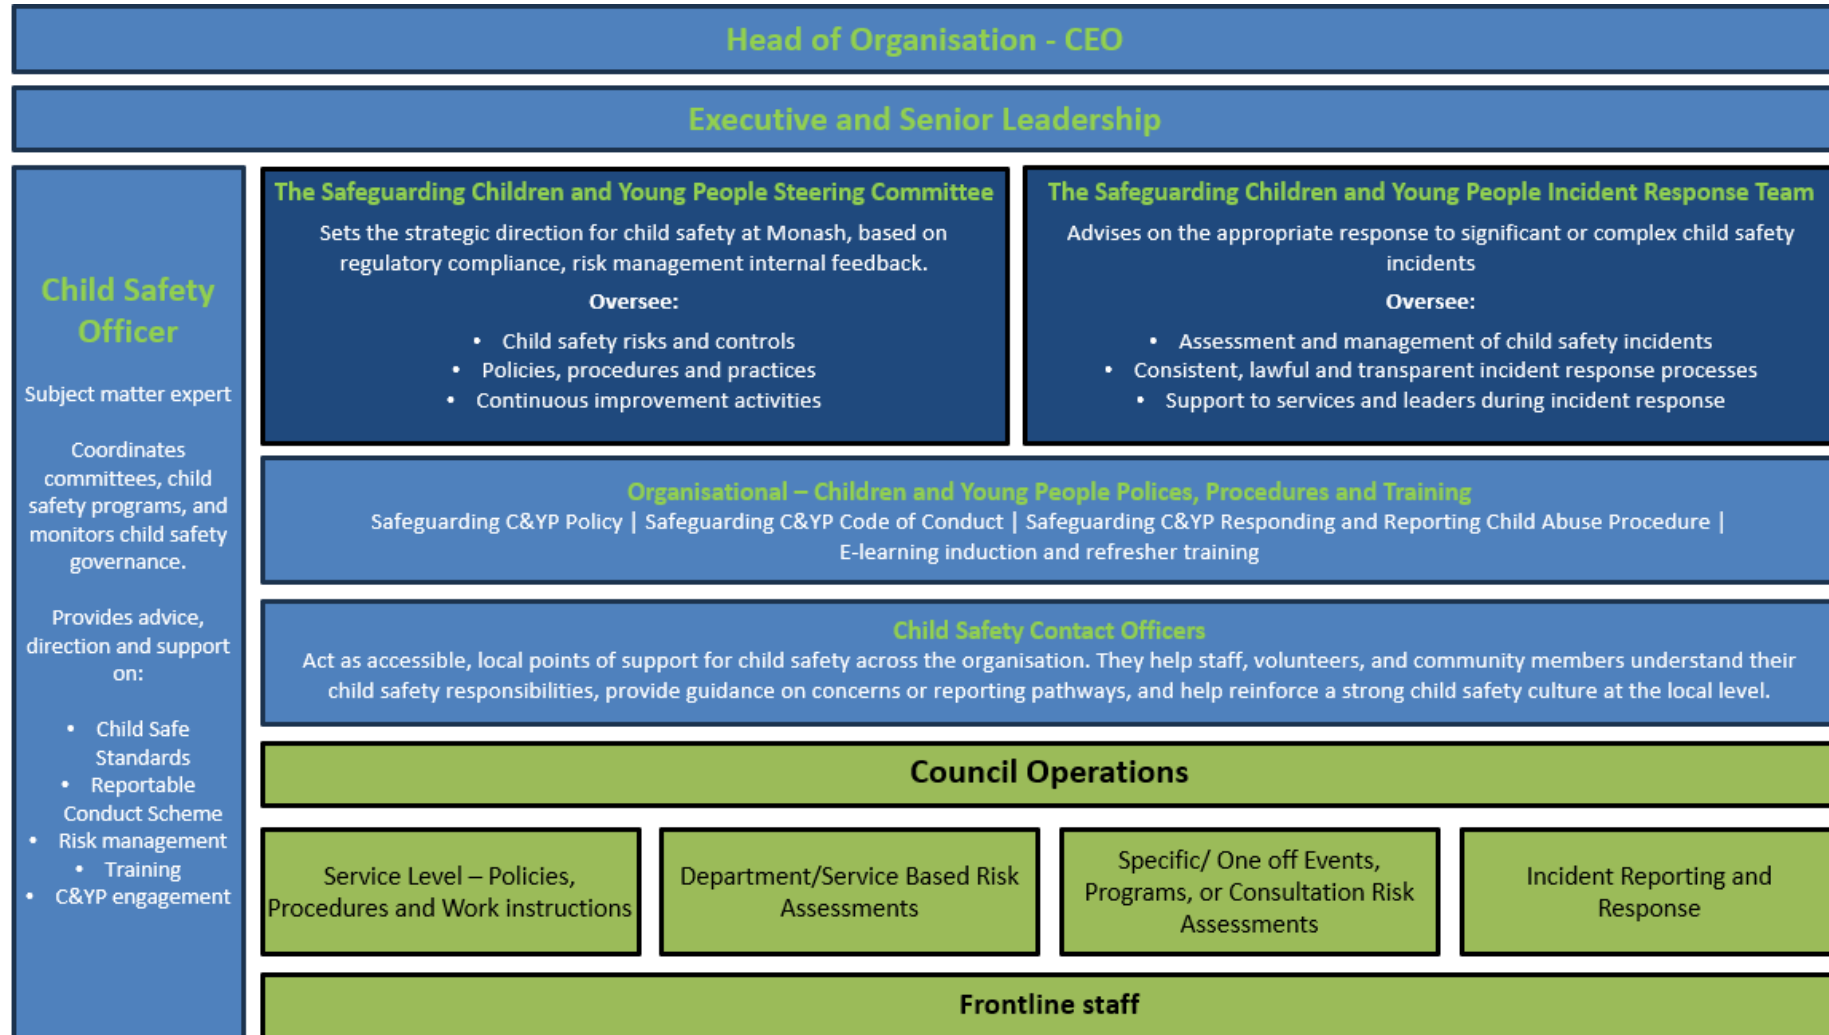 Head of Organisation - CEO
Executive and Senior Leadership
Child Safety
Officer
Subject matter expert
Coordinates
committees, child
safety programs, and
monitors child safety
governance.
Provides advice,
direction and support
on:
• Child Safe
Standards
• Reportable
Conduct Scheme
• Risk management
• Training
• C&YP engagement
The Safeguarding Children and Young People Steering Committee
Sets the strategic direction for child safety at Monash, based on
regulatory compliance, risk management internal feedback.
Oversee:
• Child safety risks and controls
• Policies, procedures and practices
• Continuous improvement activities
The Safeguarding Children and Young People Incident Response Team
Advises on the appropriate response to significant or complex child safety
incidents
Oversee:
• Assessment and management of child safety incidents
• Consistent, lawful and transparent incident response processes
• Support to services and leaders during incident response
Organisational – Children and Young People Polices, Procedures and Training
Safeguarding C&YP Policy | Safeguarding C&YP Code of Conduct | Safeguarding C&YP Responding and Reporting Child Abuse Procedure |
E-learning induction and refresher training
Child Safety Contact Officers
Act as accessible, local points of support for child safety across the organisation. They help staff, volunteers, and community members understand their
child safety responsibilities, provide guidance on concerns or reporting pathways, and help reinforce a strong child safety culture at the local level.
Council Operations
Service Level – Policies,
Procedures and Work instructions
Department/Service Based Risk
Assessments
Specific/ One off Events,
Programs, or Consultation Risk
Assessments
Incident Reporting and
Response
Frontline staff